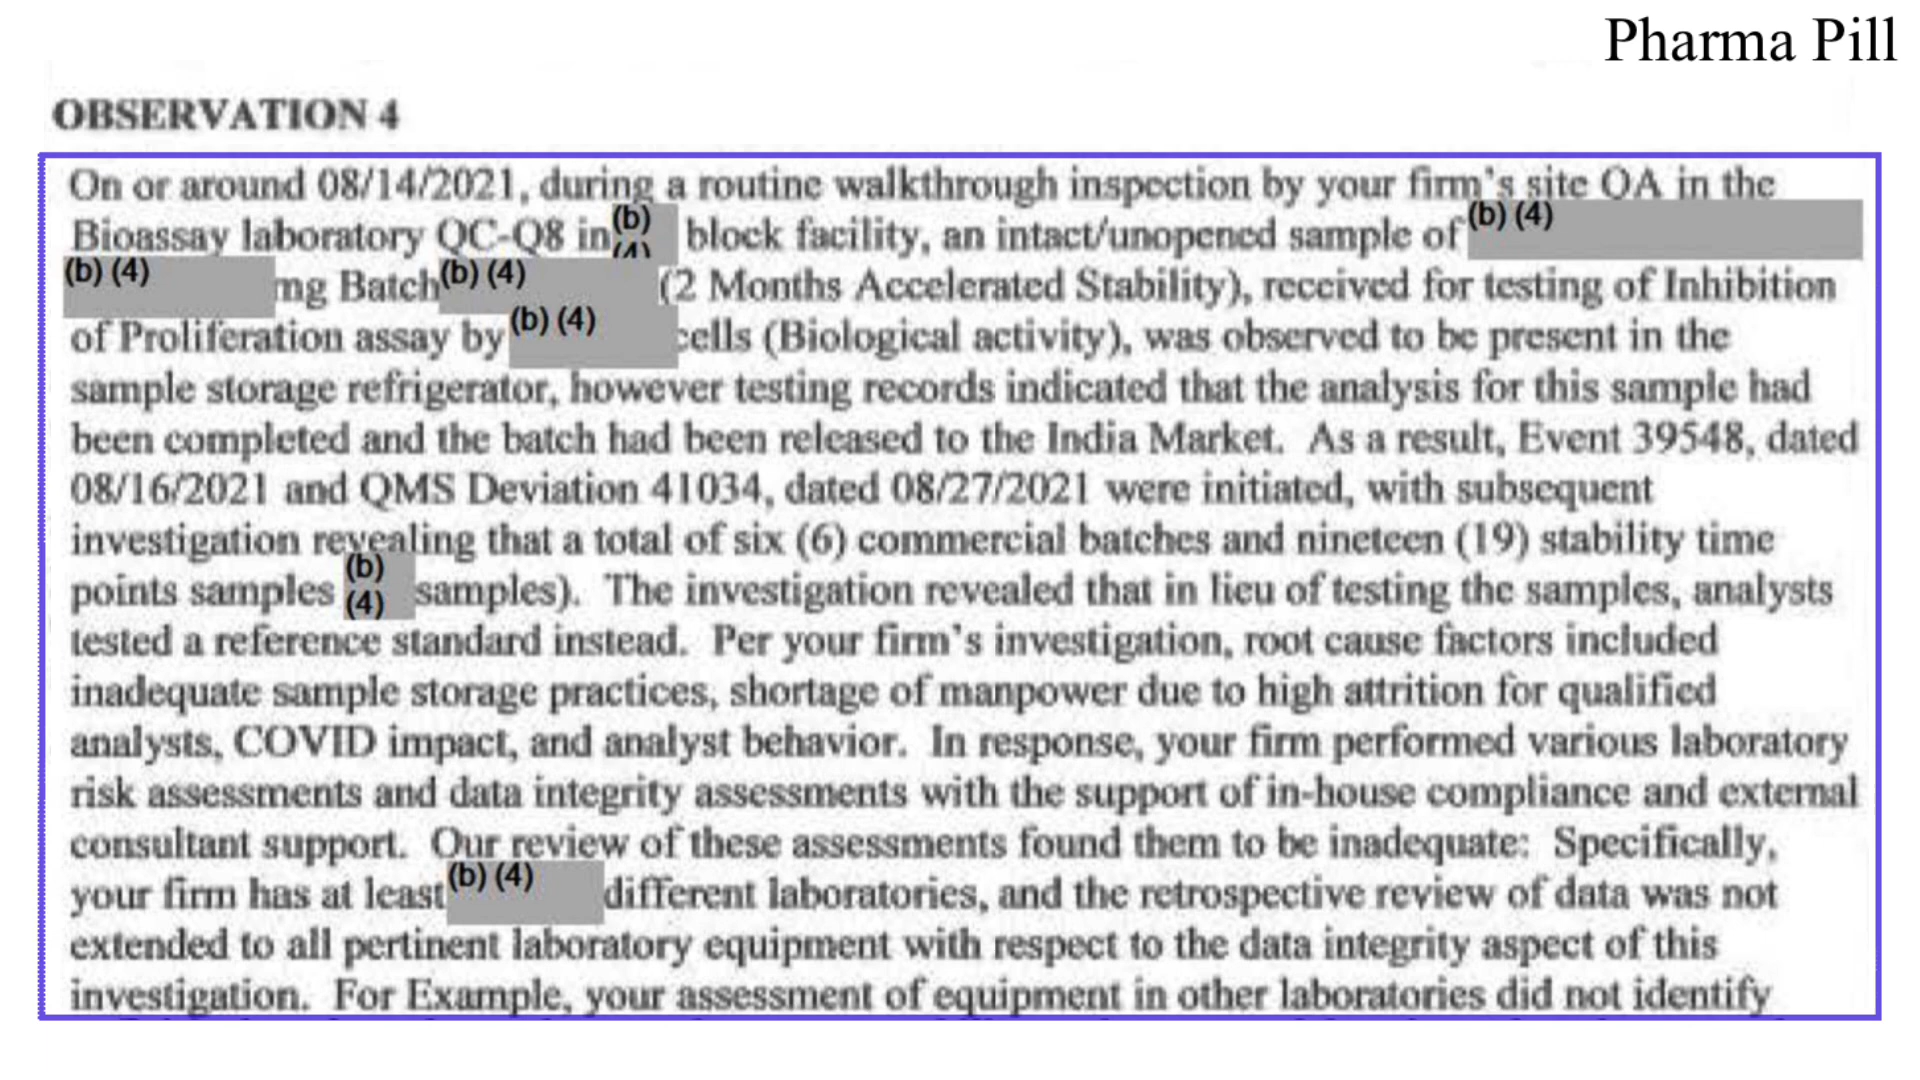 Pharma Pill
OBSERVATION 4
On or around 08/14/2021, during a routine walkthrough inspection by your firm's site QA in the
Bioassay laboratory QC-Q8 in (b) (4) block facility, an intact/unopened sample of (b) (4)
(b) (4) mg Batch (b) (4) (2 Months Accelerated Stability), received for testing of Inhibition
of Proliferation assay by (b) (4) cells (Biological activity), was observed to be present in the
sample storage refrigerator, however testing records indicated that the analysis for this sample had
been completed and the batch had been released to the India Market. As a result, Event 39548, dated
08/16/2021 and QMS Deviation 41034, dated 08/27/2021 were initiated, with subsequent
investigation revealing that a total of six (6) commercial batches and nineteen (19) stability time
points samples (b) (4) samples). The investigation revealed that in lieu of testing the samples, analysts
tested a reference standard instead. Per your firm's investigation, root cause factors included
inadequate sample storage practices, shortage of manpower due to high attrition for qualified
analysts, COVID impact, and analyst behavior. In response, your firm performed various laboratory
risk assessments and data integrity assessments with the support of in-house compliance and external
consultant support. Our review of these assessments found them to be inadequate: Specifically,
your firm has at least (b) (4) different laboratories, and the retrospective review of data was not
extended to all pertinent laboratory equipment with respect to the data integrity aspect of this
investigation. For Example, your assessment of equipment in other laboratories did not identify